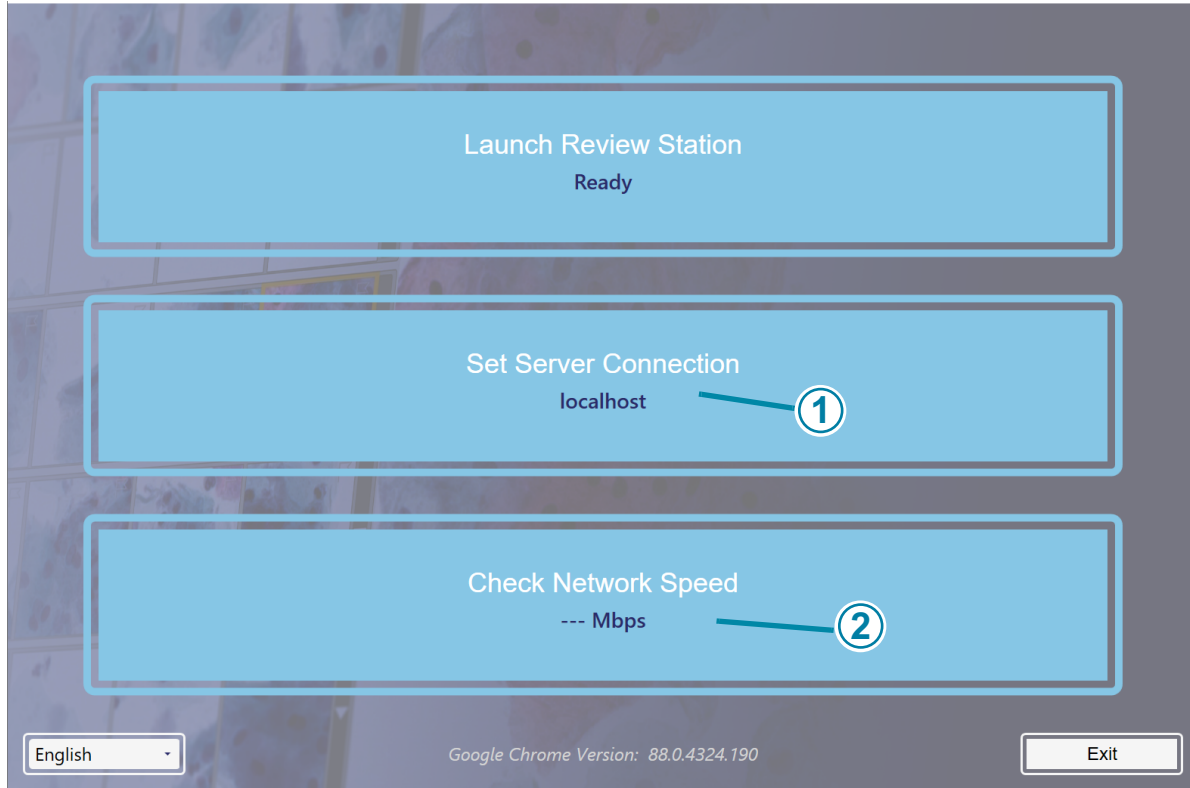 Launch Review Station
Ready
Set Server Connection
localhost
1
Check Network Speed
--- Mbps
2
English
Google Chrome Version: 88.0.4324.190
Exit